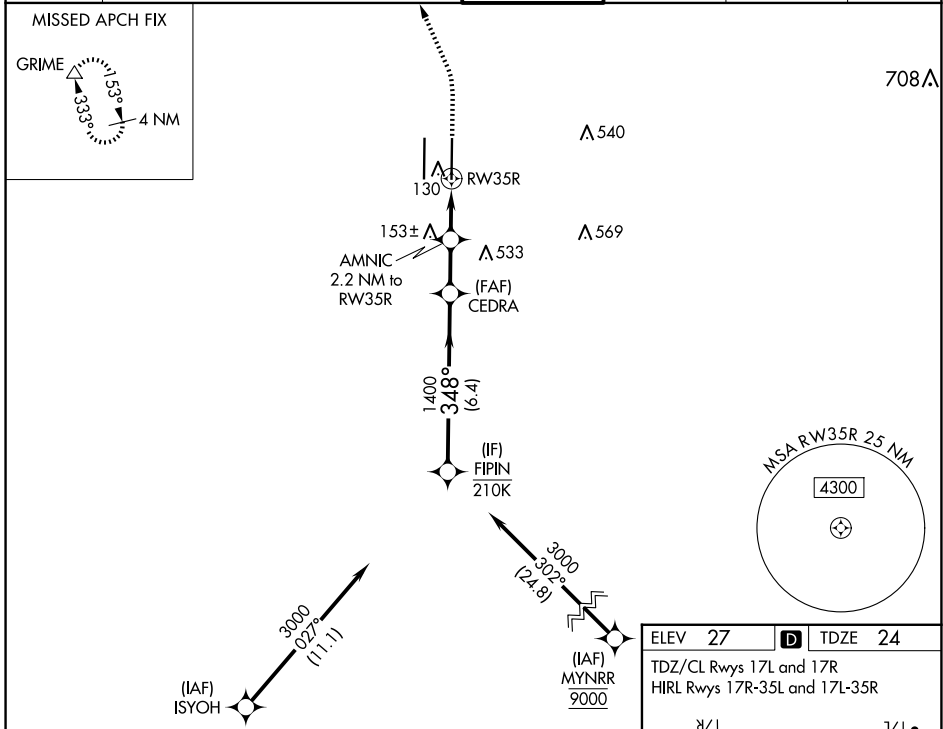 MISSED APCH FIX
GRIME
153°
333°
4 NM
708
540
130
RW35R
153±
569
533
AMNIC
2.2 NM to
RW35R
(FAF)
CEDRA
1400
348°
(6.4)
(IF)
FIPIN
210K
MSA RW35R 25 NM
4300
3000
302°
(24.8)
3000
027°
(11.1)
(IAF)
ISYOH
(IAF)
MYNRR
9000
ELEV 27 D TDZE 24
TDZ/CL Rwys 17L and 17R
HIRL Rwys 17R-35L and 17L-35R
17R
17L